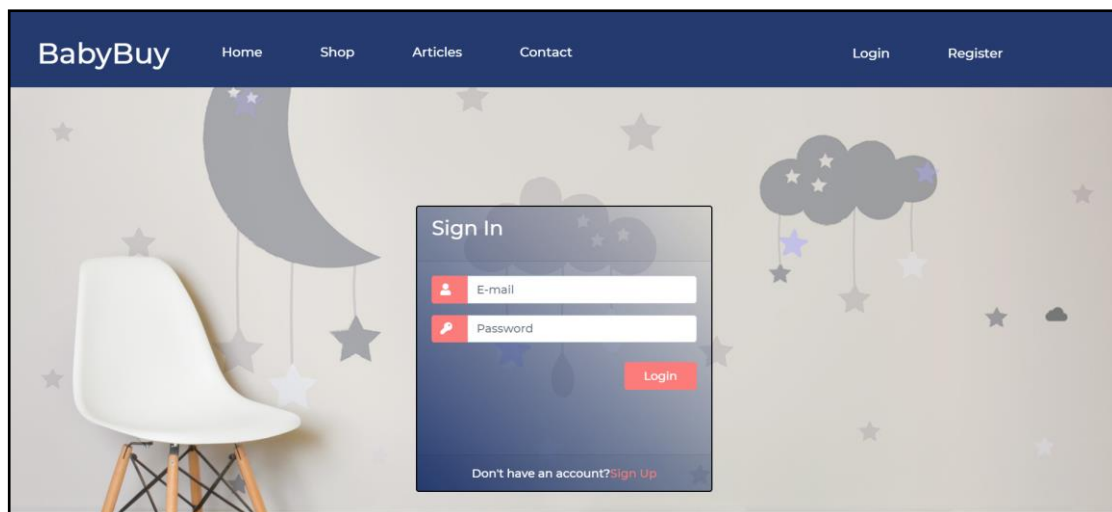 BabyBuy Home Shop Articles Contact Login Register
Sign In
E-mail
Password
Login
Don't have an account?Sign Up